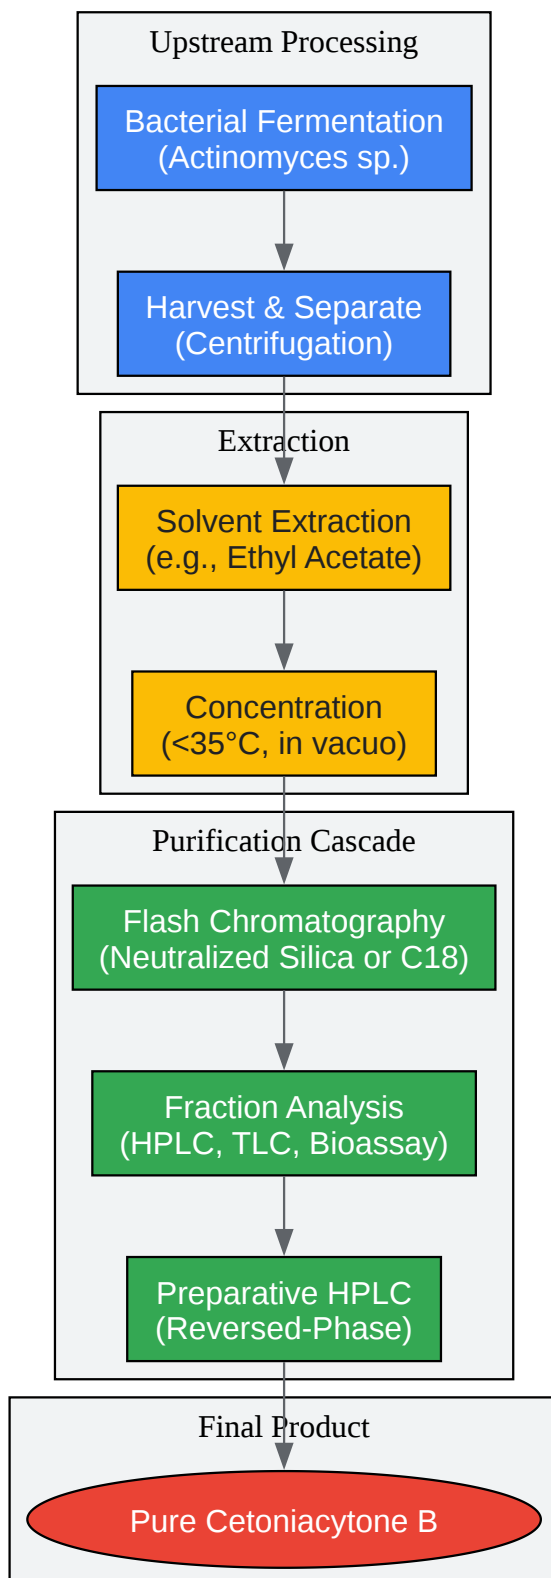 Upstream Processing
Bacterial Fermentation
(Actinomyces sp.)
Harvest & Separate
(Centrifugation)
Extraction
Solvent Extraction
(e.g., Ethyl Acetate)
Concentration
(<35°C, in vacuo)
Purification Cascade
Flash Chromatography
(Neutralized Silica or C18)
Fraction Analysis
(HPLC, TLC, Bioassay)
Preparative HPLC
(Reversed-Phase)
Final Product
Pure Cetoniacytone B